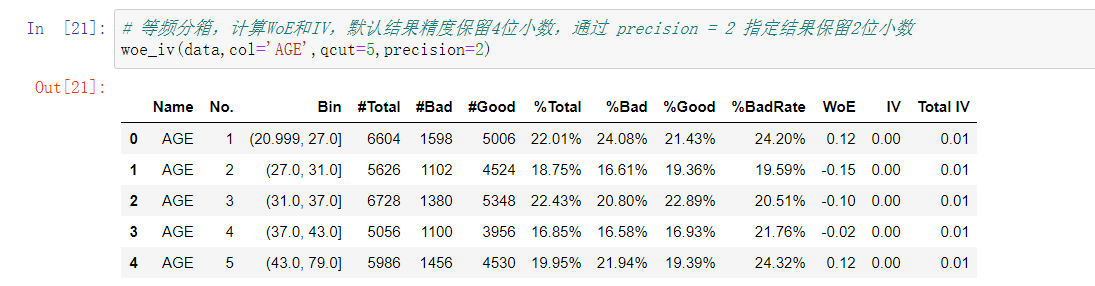 In [21]: # 等频分箱，计算WoE和IV，默认结果精度保留4位小数，通过 precision = 2 指定结果保留2位小数
woe_iv(data,col='AGE',qcut=5,precision=2)
Out[21]:
Name No. Bin #Total #Bad #Good %Total %Bad %Good %BadRate WoE IV Total IV
0 AGE 1 (20.999, 27.0] 6604 1598 5006 22.01% 24.08% 21.43% 24.20% 0.12 0.00 0.01
1 AGE 2 (27.0, 31.0] 5626 1102 4524 18.75% 16.61% 19.36% 19.59% -0.15 0.00 0.01
2 AGE 3 (31.0, 37.0] 6728 1380 5348 22.43% 20.80% 22.89% 20.51% -0.10 0.00 0.01
3 AGE 4 (37.0, 43.0] 5056 1100 3956 16.85% 16.58% 16.93% 21.76% -0.02 0.00 0.01
4 AGE 5 (43.0, 79.0] 5986 1456 4530 19.95% 21.94% 19.39% 24.32% 0.12 0.00 0.01